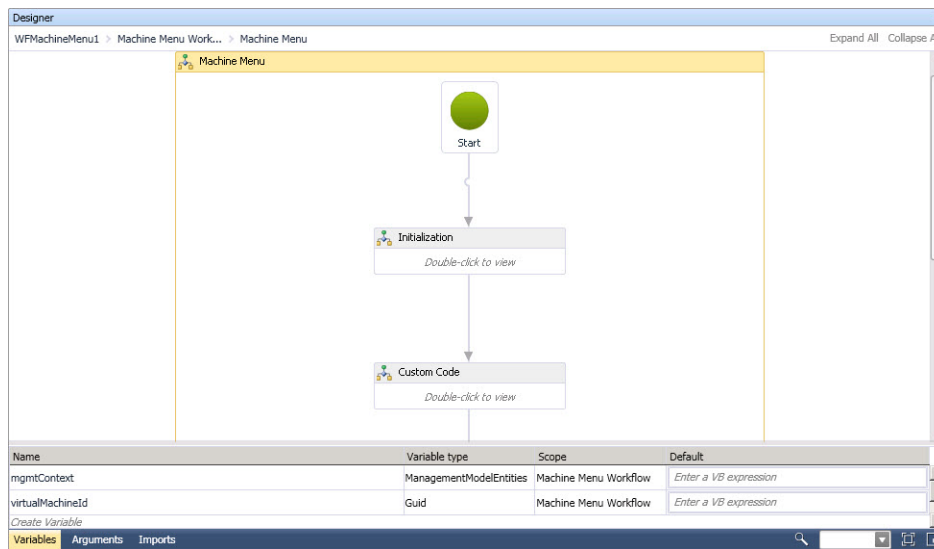 Designer
WFMachineMenu1 > Machine Menu Work... > Machine Menu
Expand All Collapse A
Machine Menu
Start
Initialization
Double-click to view
Custom Code
Double-click to view
Name Variable type Scope Default
mgmtContext ManagementModelEntities Machine Menu Workflow Enter a VB expression
virtualMachineId Guid Machine Menu Workflow Enter a VB expression
Create Variable
Variables Arguments Imports